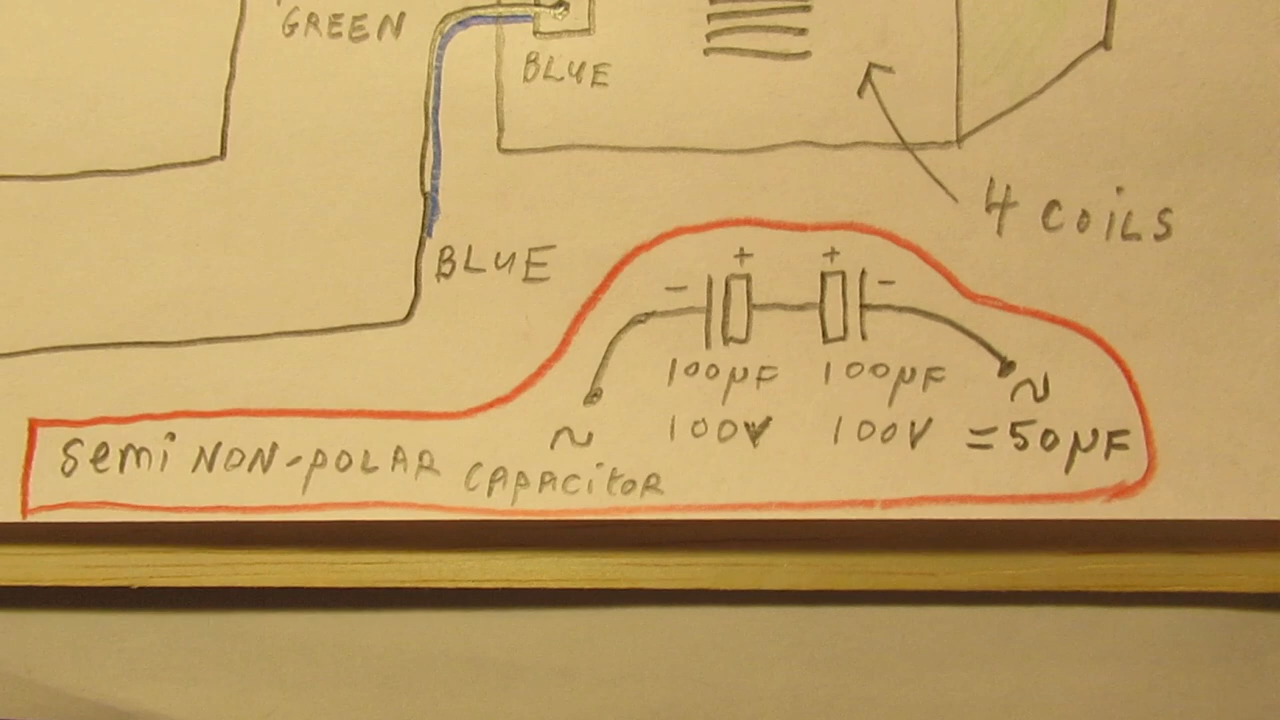 GREEN
BLUE
4 COILS
BLUE
+ +
- -
100µF 100µF
~
100V 100V = 50µF
~
Semi NON-POLAR CAPACITOR